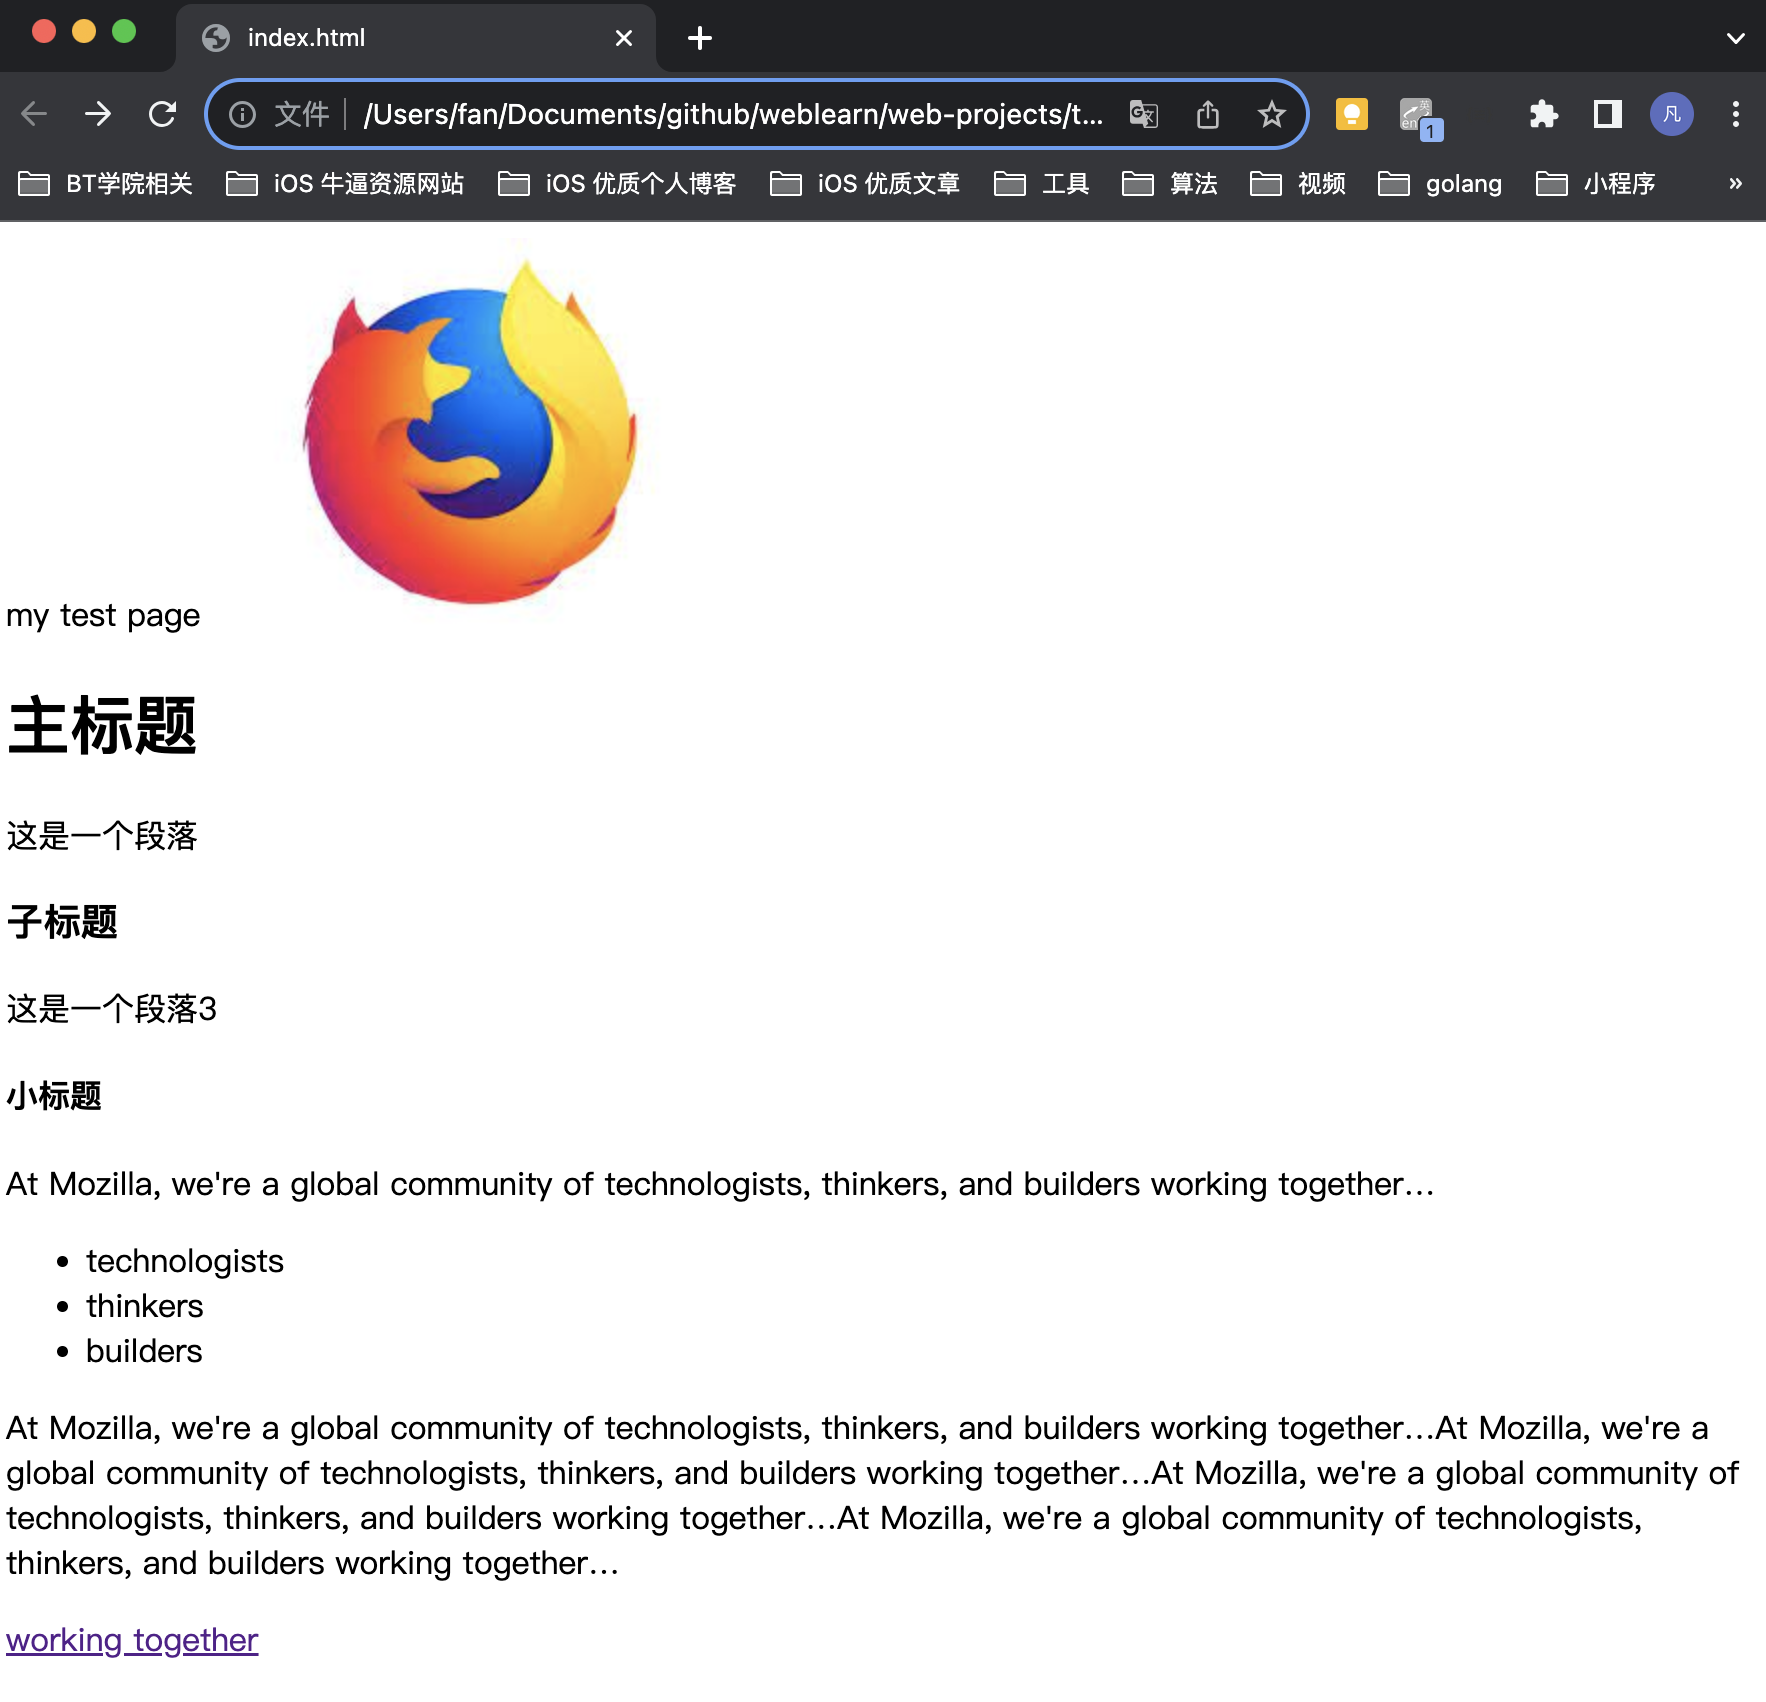 index.html
文件 /Users/fan/Documents/github/weblearn/web-projects/t...
英
en
1
凡
BT学院相关 iOS 牛逼资源网站 iOS 优质个人博客 iOS 优质文章 工具 算法 视频 golang 小程序 »
my test page
主标题
这是一个段落
子标题
这是一个段落3
小标题
At Mozilla, we're a global community of technologists, thinkers, and builders working together…
• technologists
• thinkers
• builders
At Mozilla, we're a global community of technologists, thinkers, and builders working together…At Mozilla, we're a
global community of technologists, thinkers, and builders working together…At Mozilla, we're a global community of
technologists, thinkers, and builders working together…At Mozilla, we're a global community of technologists,
thinkers, and builders working together…
working together